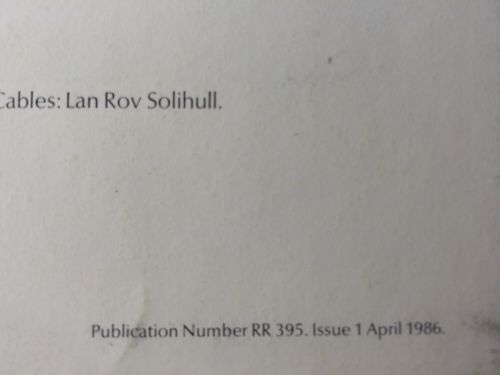 Cables: Lan Rov Solihull.
Publication Number RR 395. Issue 1 April 1986.